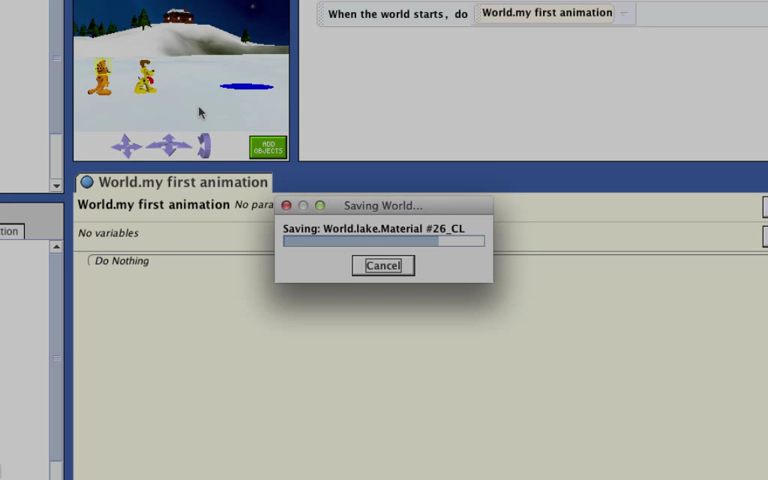 When the world starts, do World.my first animation
ADD
OBJECTS
World.my first animation
World.my first animation No para
Saving World...
Saving: World.lake.Material #26_CL
tion
No variables
Do Nothing
Cancel